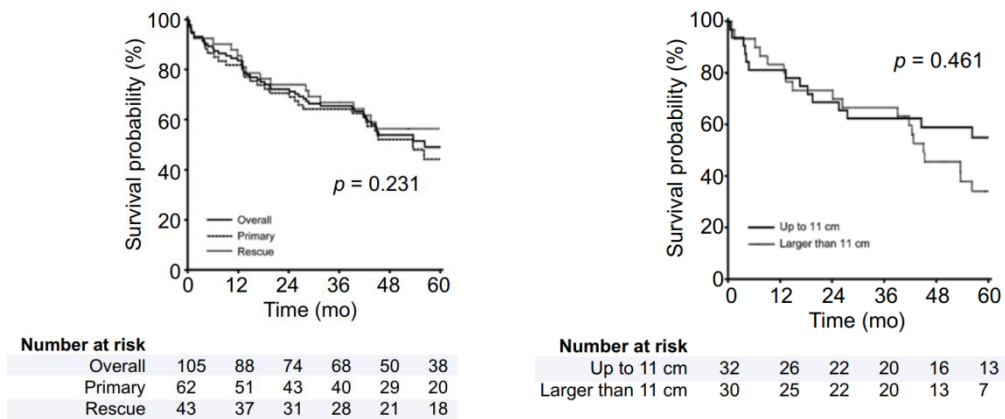 Survival probability (%)
100
80
60
40
20
0
p = 0.231
Overall
Primary
Rescue
0 12 24 36 48 60
Time (mo)
Number at risk
Overall 105 88 74 68 50 38
Primary 62 51 43 40 29 20
Rescue 43 37 31 28 21 18
Survival probability (%)
100
80
60
40
20
0
p = 0.461
Up to 11 cm
Larger than 11 cm
0 12 24 36 48 60
Time (mo)
Number at risk
Up to 11 cm 32 26 22 20 16 13
Larger than 11 cm 30 25 22 20 13 7